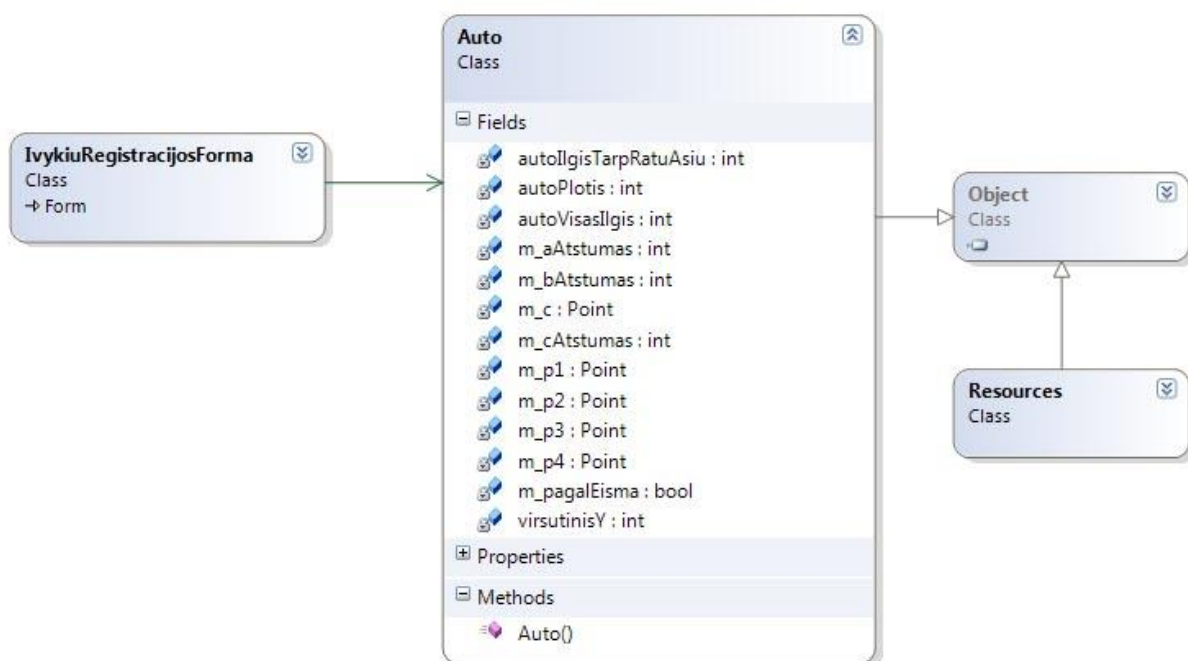 IvykiuRegistracijosForma
Class
Form
Auto
Class
Fields
autoIlgisTarpRatuAsiu : int
autoPlotis : int
autoVisasIlgis : int
m_aAtstumas : int
m_bAtstumas : int
m_c : Point
m_cAtstumas : int
m_p1 : Point
m_p2 : Point
m_p3 : Point
m_p4 : Point
m_pagalEisma : bool
virsutinisY : int
Properties
Methods
Auto()
Object
Class
Resources
Class